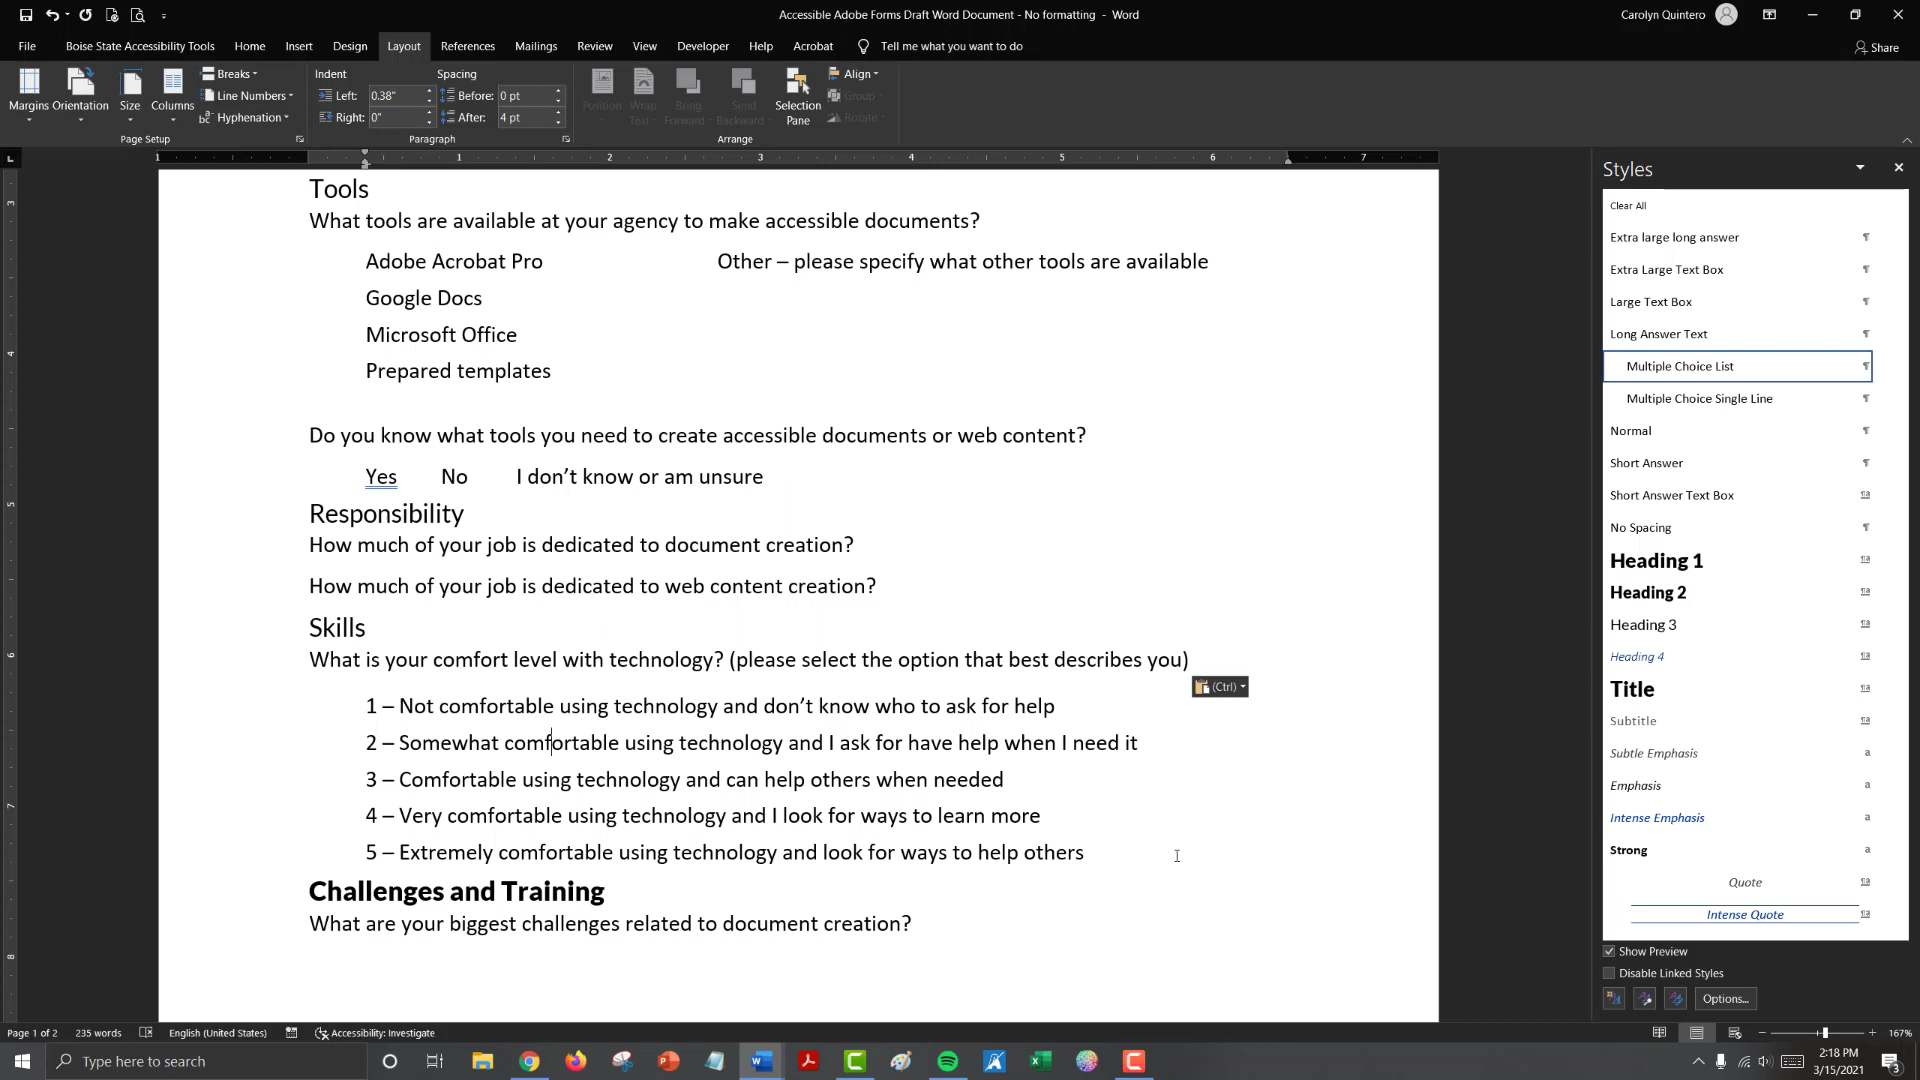 Accessible Adobe Forms Draft Word Document - No formatting - Word
Carolyn Quintero
File Boise State Accessibility Tools Home Insert Design Layout References Mailings Review View Developer Help Acrobat Tell me what you want to do
Share
Margins Orientation Size Columns
Breaks
Line Numbers
Hyphenation
Page Setup
Indent Spacing
Left: 0.38" Before: 0 pt
Right: 0" After: 4 pt
Paragraph
Position Wrap Text Bring Forward Send Backward Selection Pane
Align
Group
Rotate
Arrange
1 1 2 3 4 5 6 7
3
4
5
6
7
8
Tools
What tools are available at your agency to make accessible documents?
Adobe Acrobat Pro Other – please specify what other tools are available
Google Docs
Microsoft Office
Prepared templates
Do you know what tools you need to create accessible documents or web content?
Yes No I don’t know or am unsure
Responsibility
How much of your job is dedicated to document creation?
How much of your job is dedicated to web content creation?
Skills
What is your comfort level with technology? (please select the option that best describes you)
(Ctrl)
1 – Not comfortable using technology and don’t know who to ask for help
2 – Somewhat comfortable using technology and I ask for have help when I need it
3 – Comfortable using technology and can help others when needed
4 – Very comfortable using technology and I look for ways to learn more
5 – Extremely comfortable using technology and look for ways to help others
Challenges and Training
What are your biggest challenges related to document creation?
Styles
Clear All
Extra large long answer
Extra Large Text Box
Large Text Box
Long Answer Text
Multiple Choice List
Multiple Choice Single Line
Normal
Short Answer
Short Answer Text Box
No Spacing
Heading 1
Heading 2
Heading 3
Heading 4
Title
Subtitle
Subtle Emphasis
Emphasis
Intense Emphasis
Strong
Quote
Intense Quote
Show Preview
Disable Linked Styles
Options...
Page 1 of 2 235 words English (United States) Accessibility: Investigate 167%
Type here to search
2:18 PM
3/15/2021
3